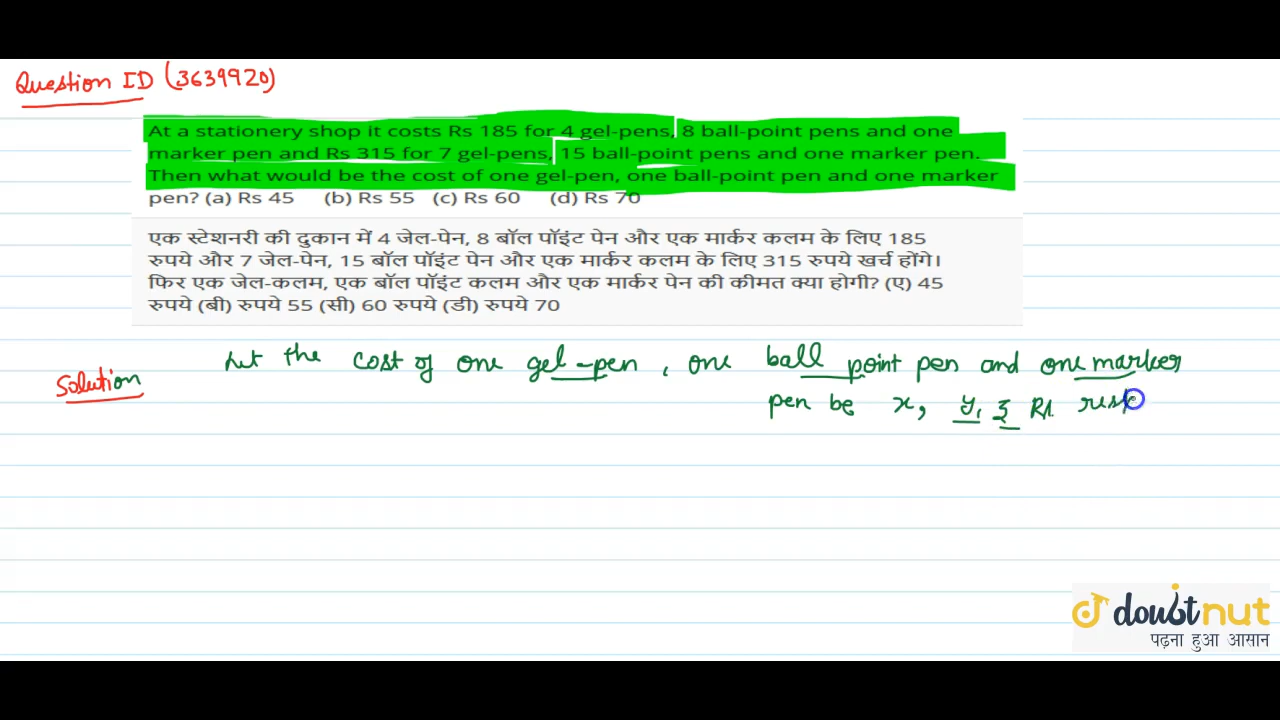 Question ID (3639920)
At a stationery shop it costs Rs 185 for 4 gel-pens, 8 ball-point pens and one
marker pen and Rs 315 for 7 gel-pens, 15 ball-point pens and one marker pen.
Then what would be the cost of one gel-pen, one ball-point pen and one marker
pen? (a) Rs 45 (b) Rs 55 (c) Rs 60 (d) Rs 70
एक स्टेशनरी की दुकान में 4 जेल-पेन, 8 बॉल पॉइंट पेन और एक मार्कर कलम के लिए 185
रुपये और 7 जेल-पेन, 15 बॉल पॉइंट पेन और एक मार्कर कलम के लिए 315 रुपये खर्च होंगे।
फिर एक जेल-कलम, एक बॉल पॉइंट कलम और एक मार्कर पेन की कीमत क्या होगी? (ए) 45
रुपये (बी) रुपये 55 (सी) 60 रुपये (डी) रुपये 70
Let the cost of one gel-pen, one ball point pen and one marker
Solution
pen be x, y, z Rs.
doubtnut
पढ़ना हुआ आसान